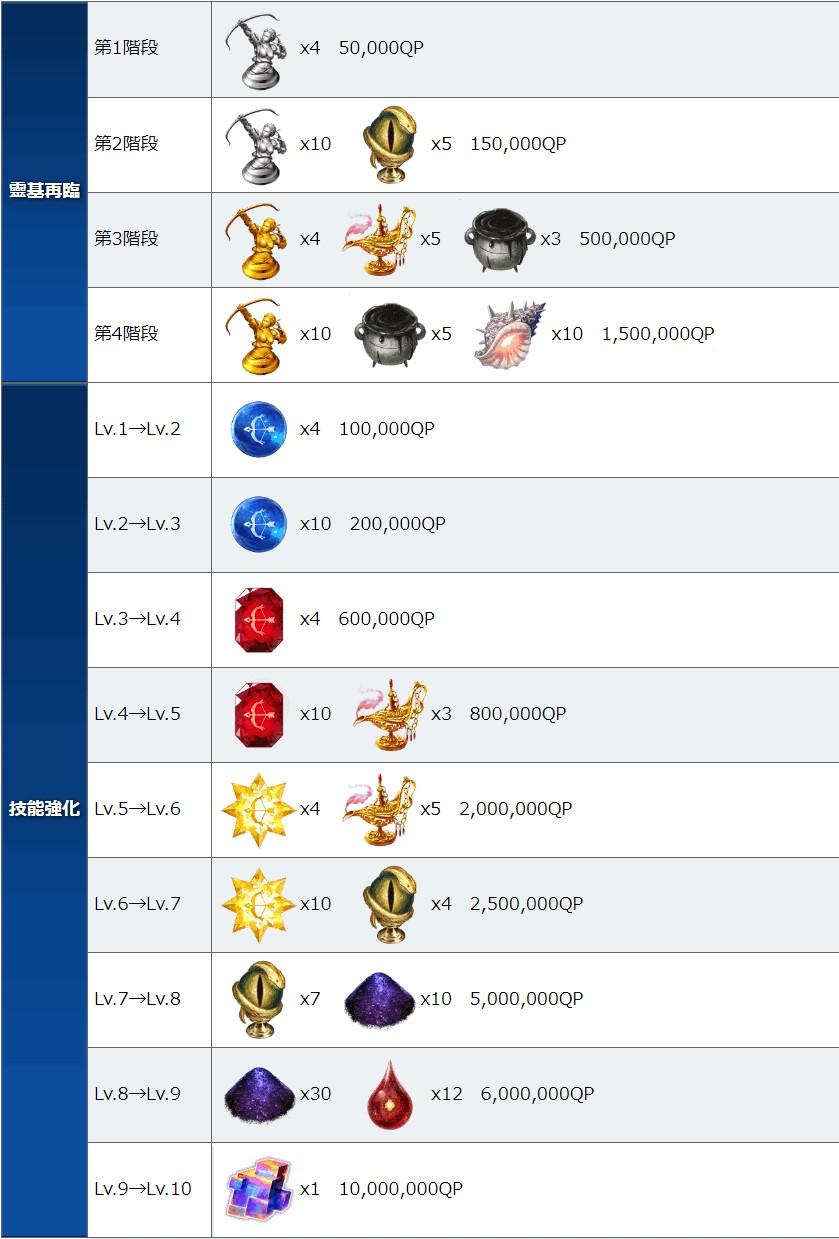 靈基再臨
第1階段 x4 50,000QP
第2階段 x10 x5 150,000QP
第3階段 x4 x5 x3 500,000QP
第4階段 x10 x5 x10 1,500,000QP
技能強化
Lv.1→Lv.2 x4 100,000QP
Lv.2→Lv.3 x10 200,000QP
Lv.3→Lv.4 x4 600,000QP
Lv.4→Lv.5 x10 x3 800,000QP
Lv.5→Lv.6 x4 x5 2,000,000QP
Lv.6→Lv.7 x10 x4 2,500,000QP
Lv.7→Lv.8 x7 x10 5,000,000QP
Lv.8→Lv.9 x30 x12 6,000,000QP
Lv.9→Lv.10 x1 10,000,000QP